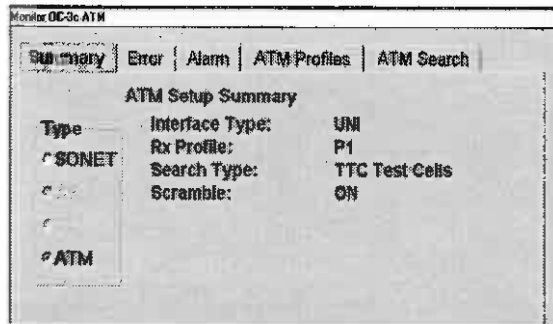 Monitor OC-3c ATM
Summary Error Alarm ATM Profiles ATM Search
ATM Setup Summary
Type
Interface Type: UNI
Rx Profile: P1
SONET
Search Type: TTC Test Cells
Scramble: ON
ATM